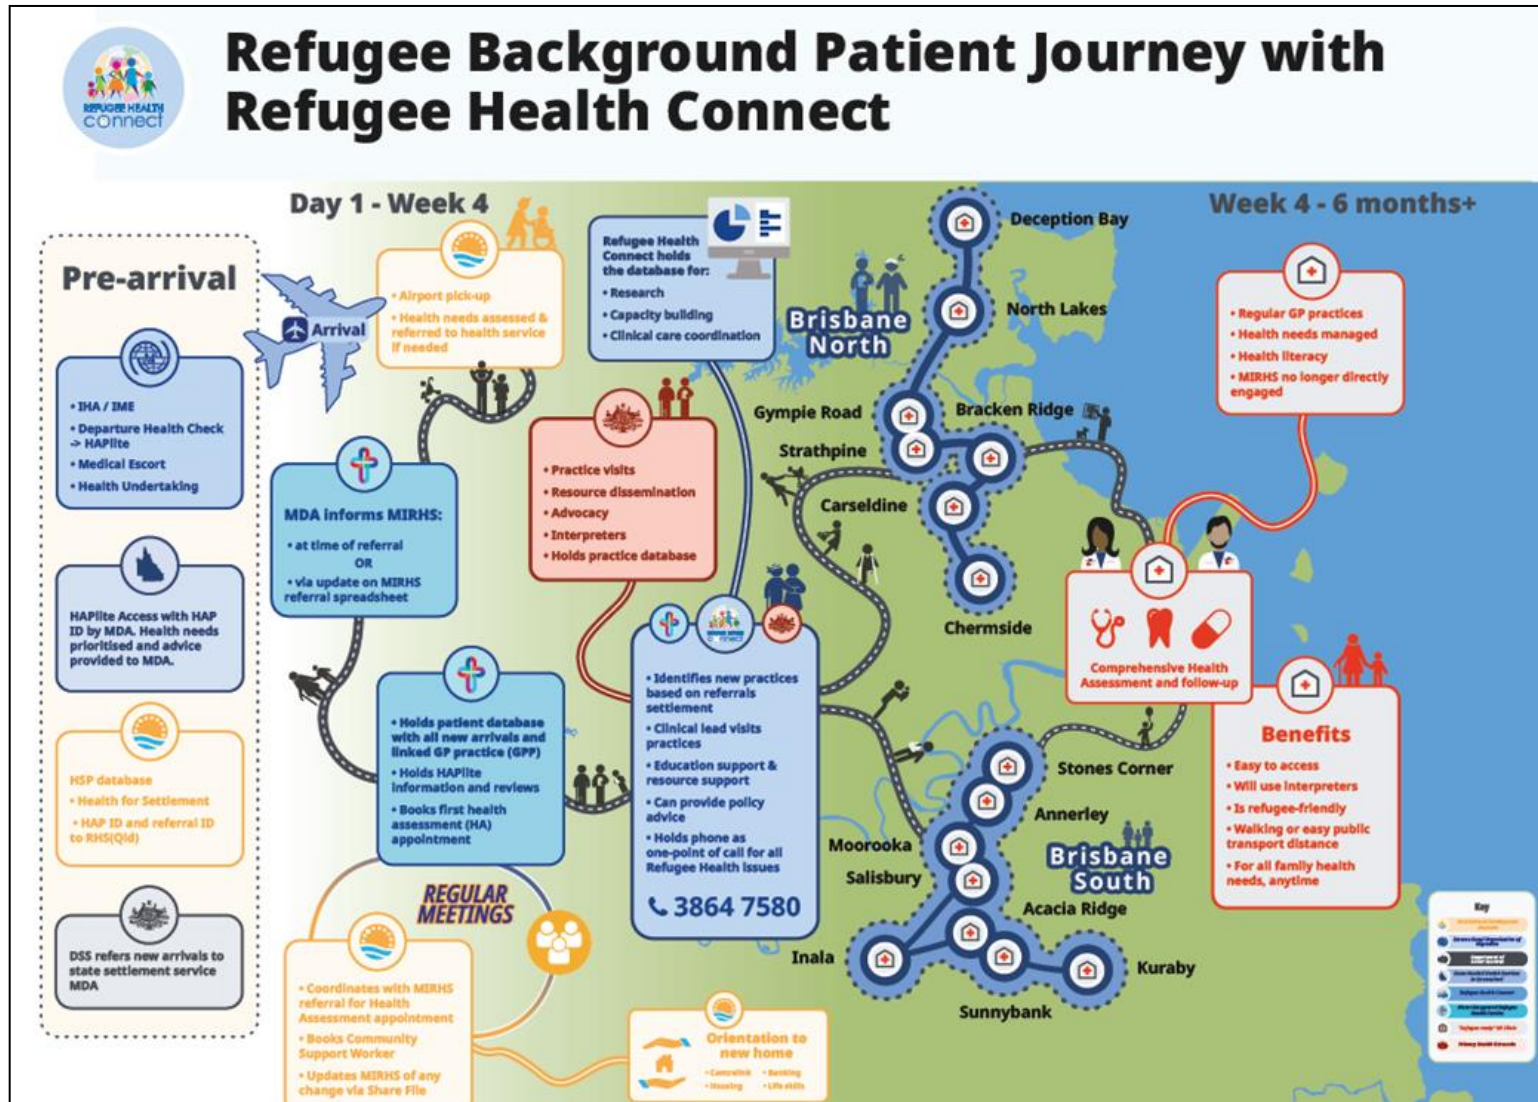 Refugee Background Patient Journey with
Refugee Health Connect
REFUGEE HEALTH
connect
Day 1 - Week 4
Week 4 - 6 months+
Pre-arrival
• IHA / IME
• Departure Health Check
-> HAPlite
• Medical Escort
• Health Undertaking
HAPlite Access with HAP
ID by MDA. Health needs
prioritised and advice
provided to MDA.
HSP database
• Health for Settlement
• HAP ID and referral ID
to RHS(Qld)
DSS refers new arrivals to
state settlement service
MDA
Arrival
• Airport pick-up
• Health needs assessed &
referred to health service
if needed
MDA informs MIRHS:
• at time of referral
OR
• via update on MIRHS
referral spreadsheet
• Holds patient database
with all new arrivals and
linked GP practice (GPP)
• Holds HAPlite
information and reviews
• Books first health
assessment (HA)
appointment
REGULAR
MEETINGS
• Coordinates with MIRHS
referral for Health
Assessment appointment
• Books Community
Support Worker
• Updates MIRHS of any
change via Share File
Orientation to
new home
• Centrelink • Banking
• Housing • Life skills
Refugee Health
Connect holds
the database for:
• Research
• Capacity building
• Clinical care coordination
• Practice visits
• Resource dissemination
• Advocacy
• Interpreters
• Holds practice database
connect
• Identifies new practices
based on referrals
settlement
• Clinical lead visits
practices
• Education support &
resource support
• Can provide policy
advice
• Holds phone as
one-point of call for all
Refugee Health issues
3864 7580
Brisbane
North
Deception Bay
North Lakes
Gympie Road
Bracken Ridge
Strathpine
Carseldine
Chermside
Brisbane
South
Stones Corner
Annerley
Moorooka
Salisbury
Acacia Ridge
Inala
Kuraby
Sunnybank
• Regular GP practices
• Health needs managed
• Health literacy
• MIRHS no longer directly
engaged
Comprehensive Health
Assessment and follow-up
Benefits
• Easy to access
• Will use interpreters
• Is refugee-friendly
• Walking or easy public
transport distance
• For all family health
needs, anytime
Key